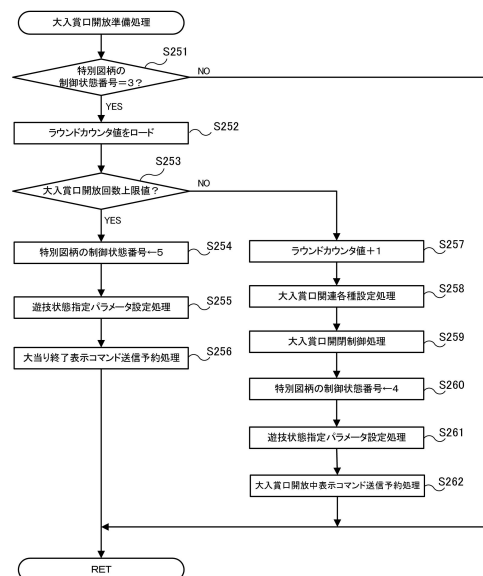 大入賞口開放準備処理
S251
特別図柄の
制御状態番号=3?
NO
YES
ラウンドカウンタ値をロード
S252
S253
大入賞口開放回数上限値?
NO
YES
特別図柄の制御状態番号←5
S254
遊技状態指定パラメータ設定処理
S255
大当り終了表示コマンド送信予約処理
S256
ラウンドカウンタ値+1
S257
大入賞口関連各種設定処理
S258
大入賞口開閉制御処理
S259
特別図柄の制御状態番号←4
S260
遊技状態指定パラメータ設定処理
S261
大入賞口開放中表示コマンド送信予約処理
S262
RET